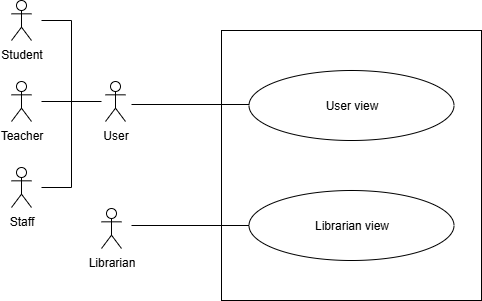 Student
Teacher
User
User view
Staff
Librarian
Librarian view